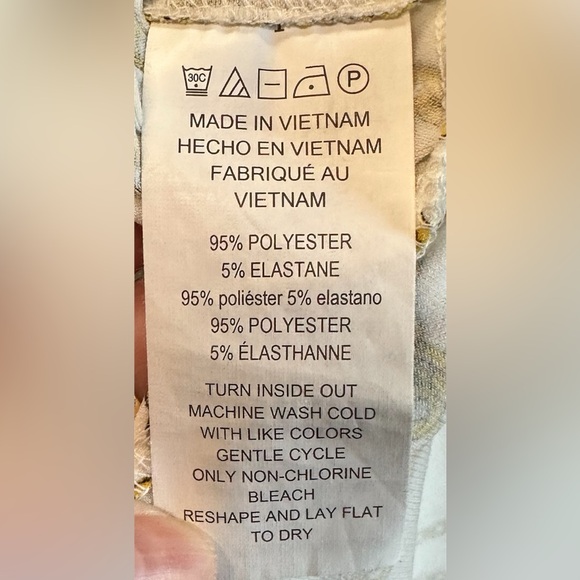 30C P
MADE IN VIETNAM
HECHO EN VIETNAM
FABRIQUÉ AU
VIETNAM
95% POLYESTER
5% ELASTANE
95% poliéster 5% elastano
95% POLYESTER
5% ÉLASTHANNE
TURN INSIDE OUT
MACHINE WASH COLD
WITH LIKE COLORS
GENTLE CYCLE
ONLY NON-CHLORINE
BLEACH
RESHAPE AND LAY FLAT
TO DRY